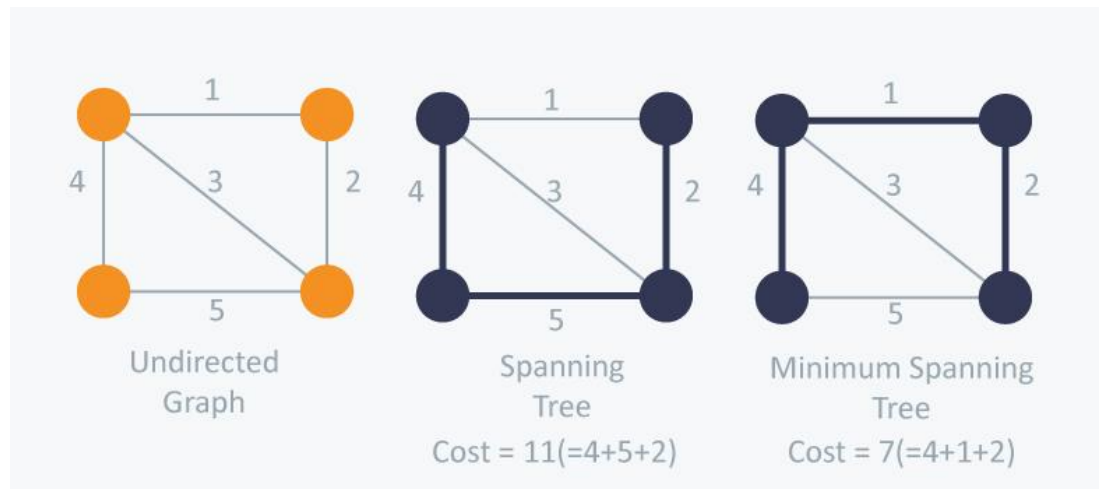 1
4
3
2
5
Undirected
Graph
1
4
3
2
5
Spanning
Tree
Cost = 11(=4+5+2)
1
4
3
2
5
Minimum Spanning
Tree
Cost = 7(=4+1+2)